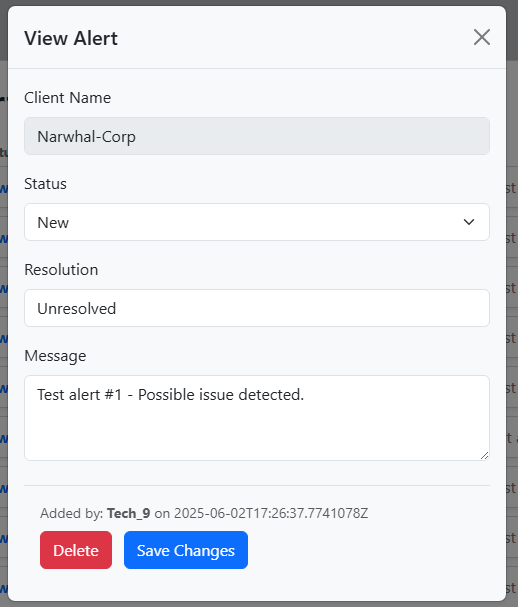 View Alert
Client Name
Narwhal-Corp
Status
New
Resolution
Unresolved
Message
Test alert #1 - Possible issue detected.
Added by: Tech_9 on 2025-06-02T17:26:37.7741078Z
Delete
Save Changes